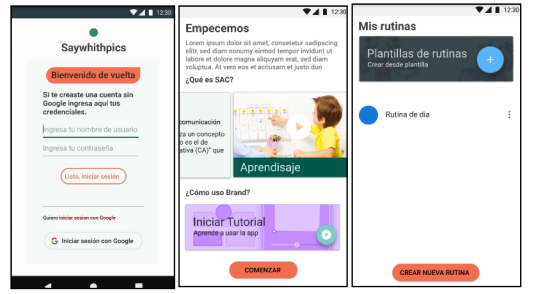 12:30
Saywhithpics
Bienvenido de vuelta
Si te creaste una cuenta sin
Google ingresa aquí tus
credenciales.
Ingresa tu nombre de usuario
Ingresa tu contraseña
Listo, iniciar sesión
Quiero iniciar sesion con Google
G Iniciar sesión con Google
12:30
Empecemos
Lorem ipsum dolor sit amet, consetetur sadipscing
elitr, sed diam nonumy eirmod tempor invidunt ut
labore et dolore magna aliquyam erat, sed diam
voluptua. At vero eos et accusam et justo duo
¿Qué es SAC?
comunicación
za un concepto
o es el de
ativa (CA)" que
Aprendisaje
¿Cómo uso Brand?
Iniciar Tutorial
Aprende a usar la app
COMENZAR
12:30
Mis rutinas
Plantillas de rutinas
Crear desde plantilla
Rutina de dia
CREAR NUEVA RUTINA